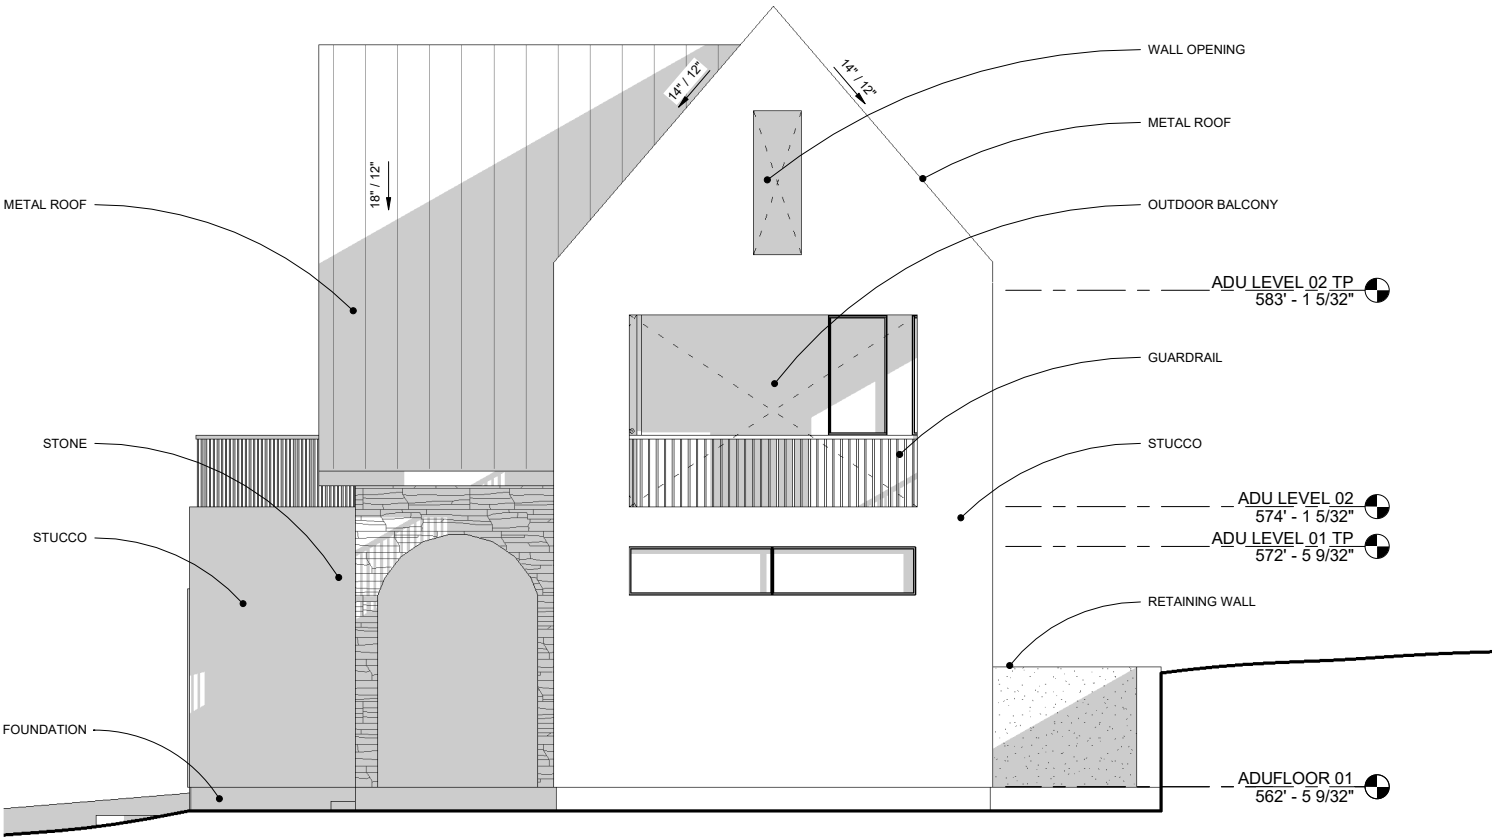 WALL OPENING
14" / 12"
14" / 12"
METAL ROOF
18" / 12"
METAL ROOF
OUTDOOR BALCONY
ADU LEVEL 02 TP
583' - 1 5/32"
GUARDRAIL
STONE
STUCCO
ADU LEVEL 02
574' - 1 5/32"
STUCCO
ADU LEVEL 01 TP
572' - 5 9/32"
RETAINING WALL
FOUNDATION
ADUFLOOR 01
562' - 5 9/32"